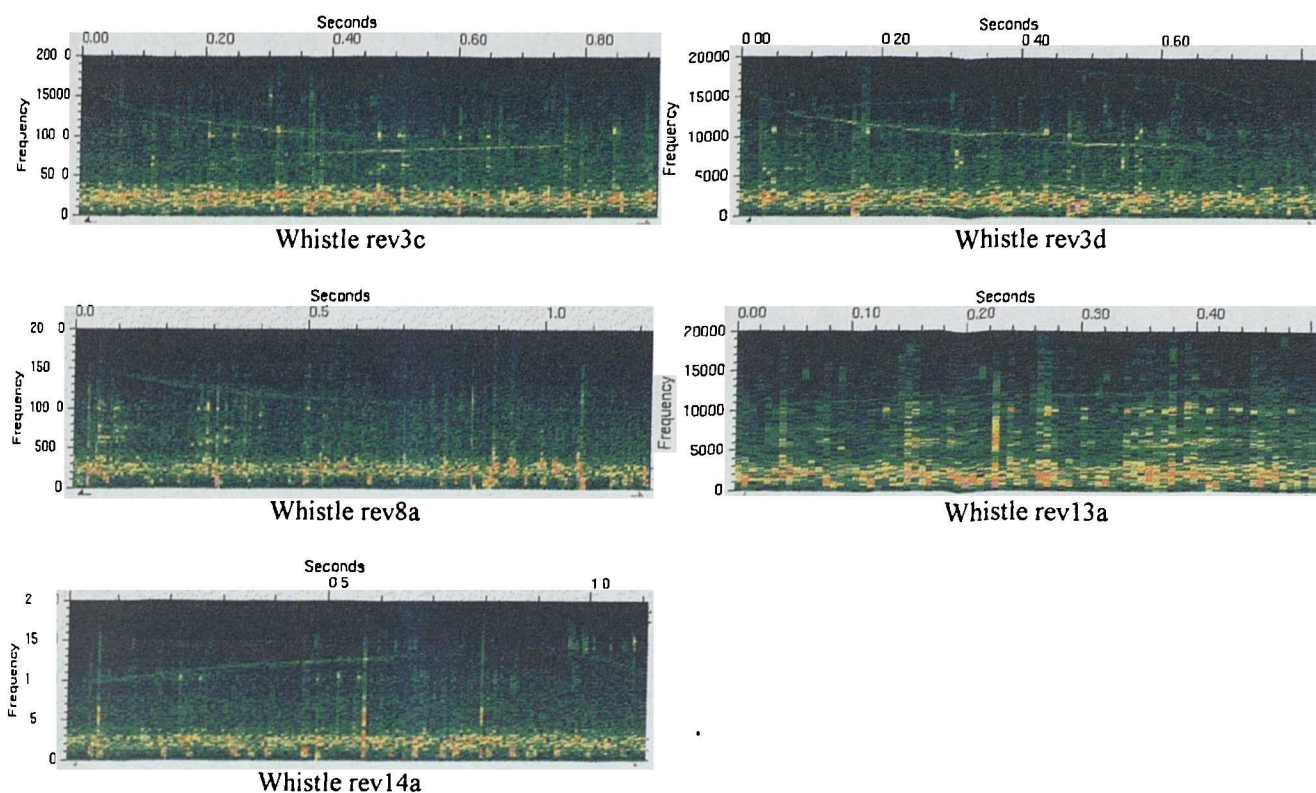 Seconds
0.00 0.20 0.40 0.60 0.80
200 0
15000
100 0
50 0
0
Frequency
Whistle rev3c
Seconds
0 00 0 20 0 40 0.60
20000
15000
10000
5000
0
Frequency
Whistle rev3d
Seconds
0.0 0.5 1.0
20 0
150
100
500
0
Frequency
Whistle rev8a
Seconds
0.00 0.10 0.20 0.30 0.40
20000
15000
10000
5000
0
Frequency
Whistle rev13a
Seconds
0 5 1 0
2
15
1
5
0
Frequency
Whistle rev14a